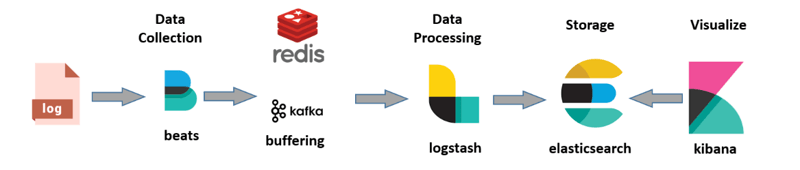 Data
Collection
redis
Data
Processing
Storage
Visualize
log
beats
kafka
buffering
logstash
elasticsearch
kibana